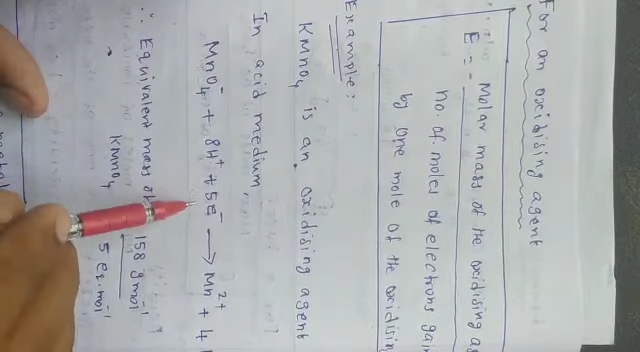 For an oxidising agent
Molar mass of the oxidising ag
E = 
no. of moles of electrons gain
by one mole of the oxidisin
Example:
KMnO₄ is an oxidising agent
In acid medium,
MnO₄⁻ + 8H⁺ + 5e⁻ → Mn²⁺ + 4
∴ Equivalent mass of
KMnO₄
158 g mol⁻¹
5 eq. mol⁻¹